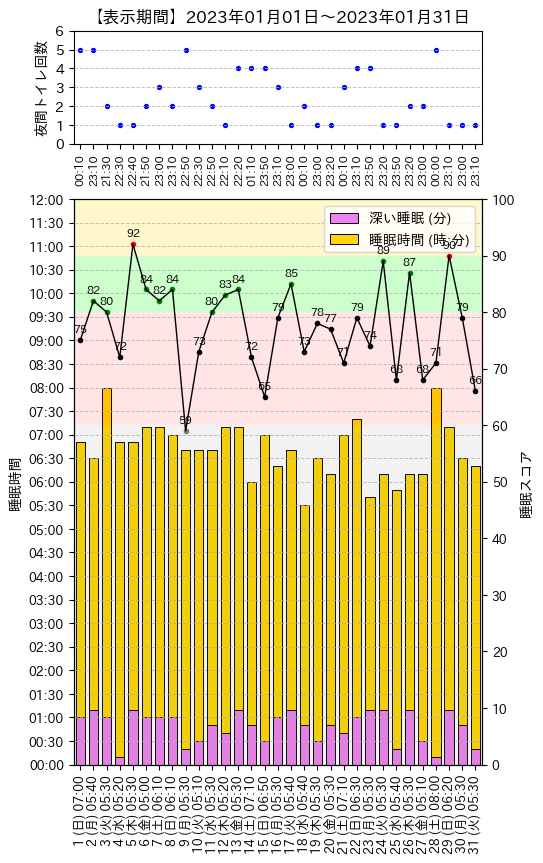 【表示期間】2023年01月01日～2023年01月31日
夜間トイレ回数
6
5
4
3
2
1
0
00:10
23:10
21:30
22:30
22:40
21:50
23:00
23:10
22:50
22:30
22:50
22:10
22:20
01:10
23:50
23:10
23:00
00:10
23:00
22:50
00:10
23:10
23:50
23:10
23:50
23:10
23:00
00:00
23:10
23:00
23:10
深い睡眠 (分)
睡眠時間 (時:分)
睡眠時間
12:00
11:30
11:00
10:30
10:00
09:30
09:00
08:30
08:00
07:30
07:00
06:30
06:00
05:30
05:00
04:30
04:00
03:30
03:00
02:30
02:00
01:30
01:00
00:30
00:00
75
82
80
72
92
84
82
84
59
73
80
83
84
72
65
79
85
73
78
77
71
79
74
89
68
87
68
71
90
79
66
睡眠スコア
100
90
80
70
60
50
40
30
20
10
0
1 (日) 07:00
2 (月) 05:40
3 (火) 05:30
4 (水) 05:20
5 (木) 05:30
6 (金) 05:00
7 (土) 06:10
8 (日) 06:10
9 (月) 05:30
10 (火) 05:10
11 (水) 05:30
12 (木) 05:20
13 (金) 05:30
14 (土) 07:10
15 (日) 06:50
16 (月) 05:30
17 (火) 05:40
18 (水) 05:40
19 (木) 05:30
20 (金) 05:00
21 (土) 07:10
22 (日) 06:30
23 (月) 05:30
24 (火) 05:30
25 (水) 05:40
26 (木) 05:30
27 (金) 05:10
28 (土) 08:00
29 (日) 06:10
30 (月) 05:30
31 (火) 05:30